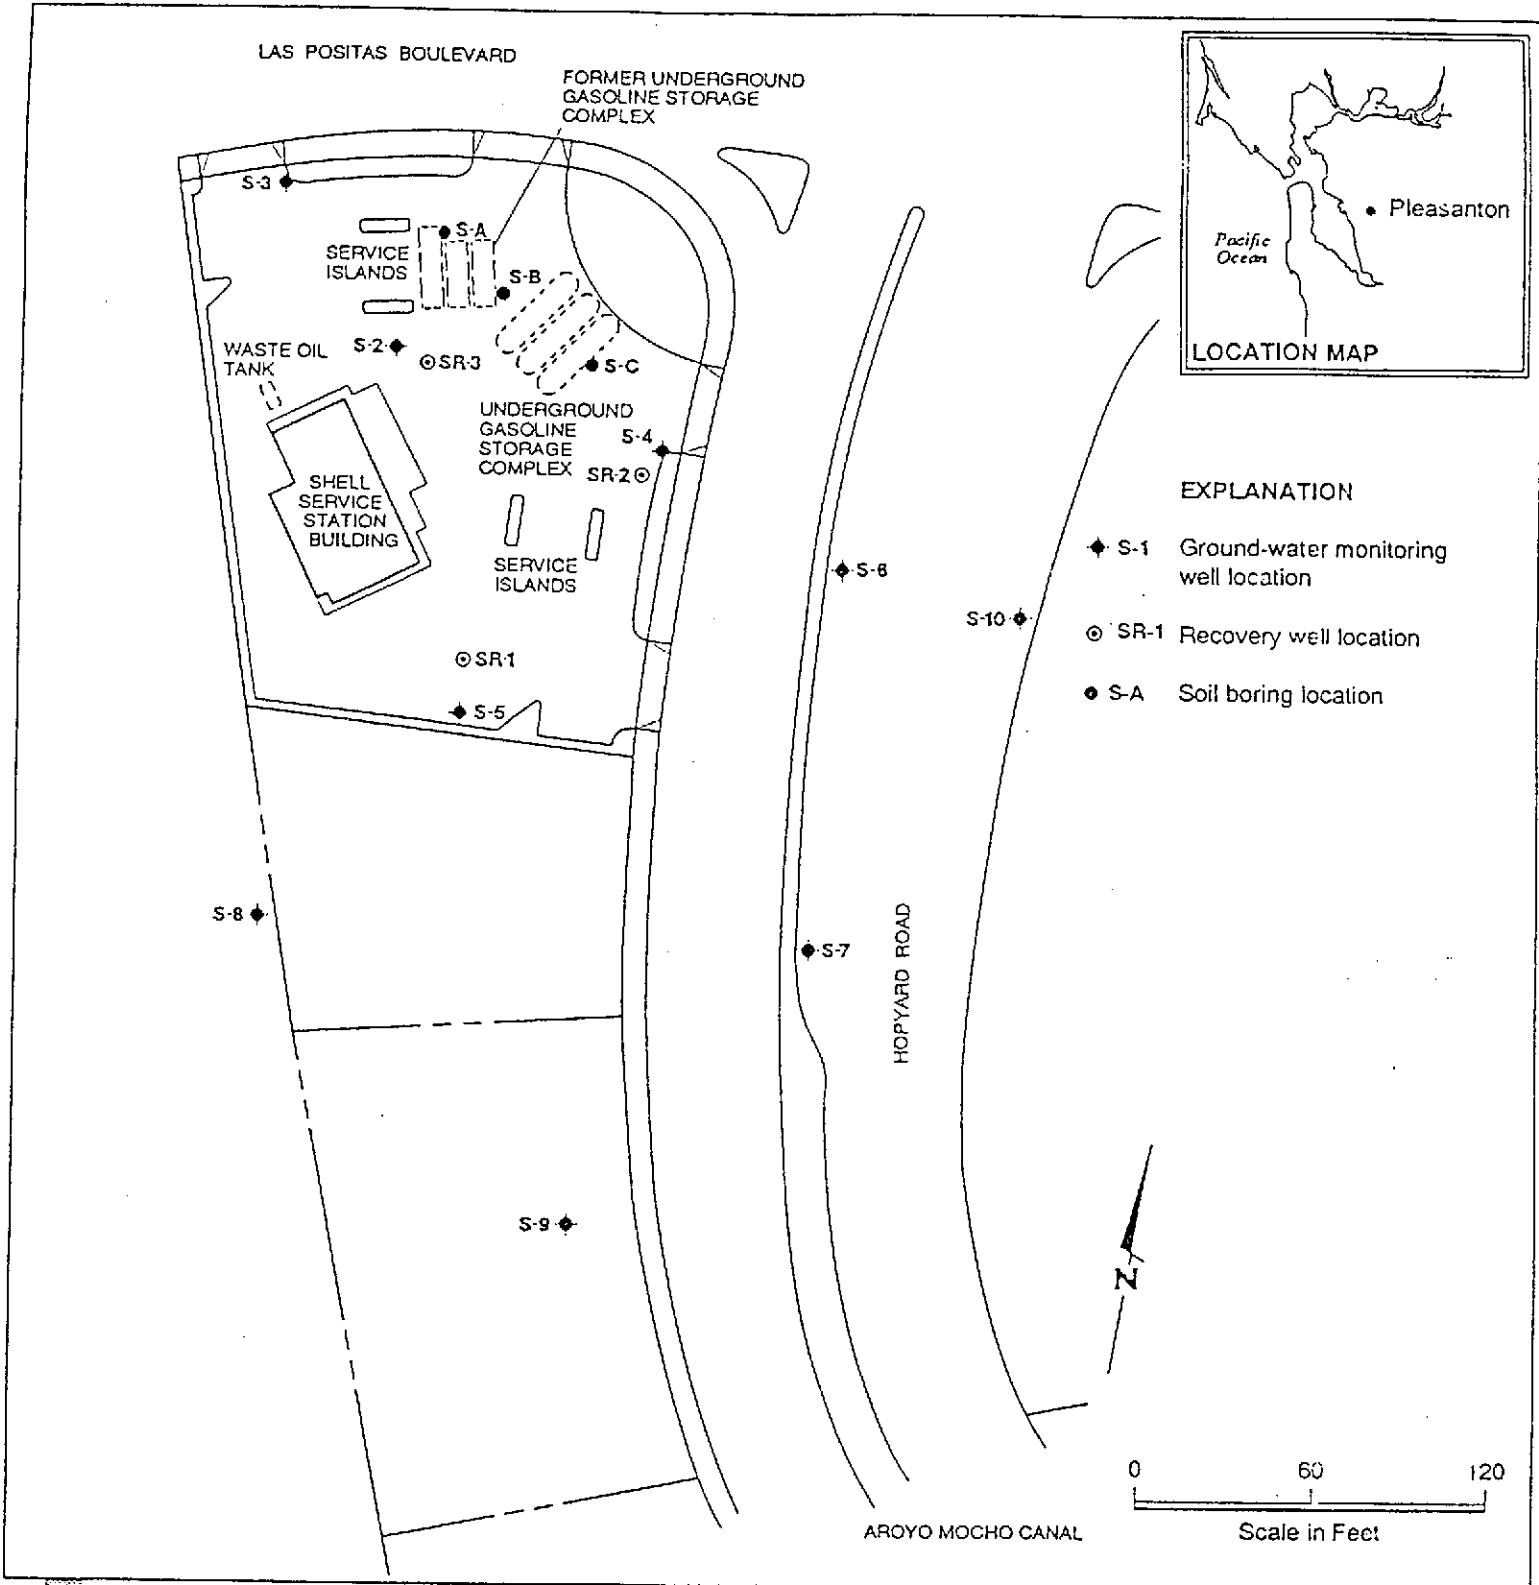 LAS POSITAS BOULEVARD
FORMER UNDERGROUND
GASOLINE STORAGE
COMPLEX
S-3
S-A
SERVICE
ISLANDS
S-B
S-2
SR-3
S-C
WASTE OIL
TANK
UNDERGROUND
GASOLINE
STORAGE
COMPLEX
S-4
SR-2
SHELL
SERVICE
STATION
BUILDING
SERVICE
ISLANDS
SR-1
S-5
S-6
S-10
S-8
S-7
HOPYARD ROAD
S-9
AROYO MOCHO CANAL
Pleasanton
Pacific
Ocean
LOCATION MAP
EXPLANATION
S-1 Ground-water monitoring
well location
SR-1 Recovery well location
S-A Soil boring location
N
0 60 120
Scale in Feet